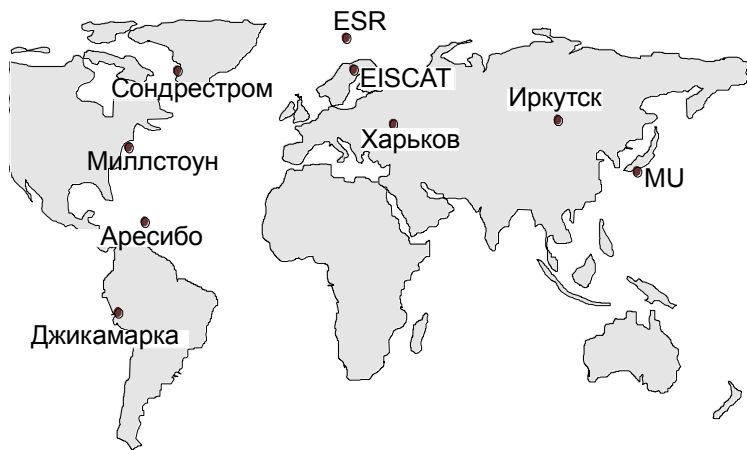 ESR
EISCAT
Сондрестром
Иркутск
Харьков
Миллстоун
MU
Аресибо
Джикамарка